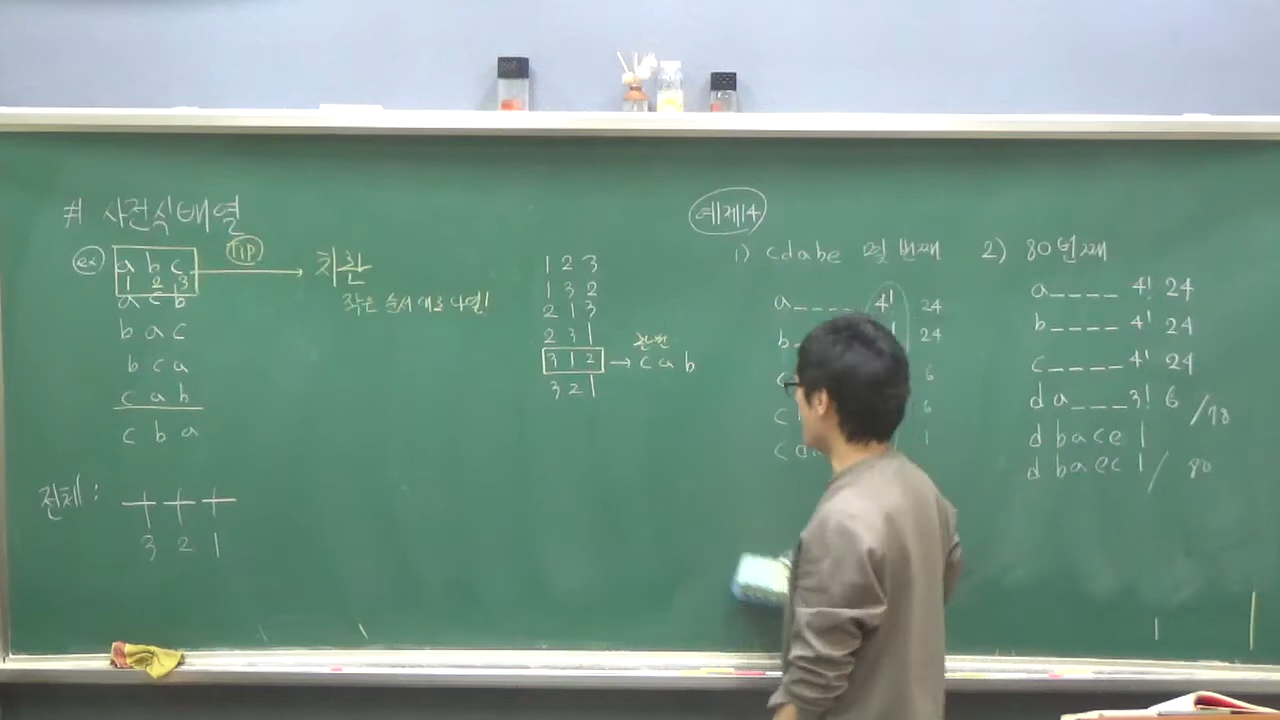 # 사전식배열
ex a b c TIP 치환
1 2 3
작은 순서 대로 나열!
a c b
b a c
b c a
c a b
c b a
전체 :
3 2 1
1 2 3
1 3 2
2 1 3
2 3 1
3 1 2 → c a b
3 2 1
예제14
1) cdabe 몇 번째
a _ _ _ _ 4! 24
b 24
c 6
c 6
c d 1
2) 80번째
a _ _ _ _ 4! 24
b _ _ _ _ 4! 24
c _ _ _ _ 4! 24
d a _ _ _ 3! 6 / 78
d b a c e 1
d b a e c 1 / 80